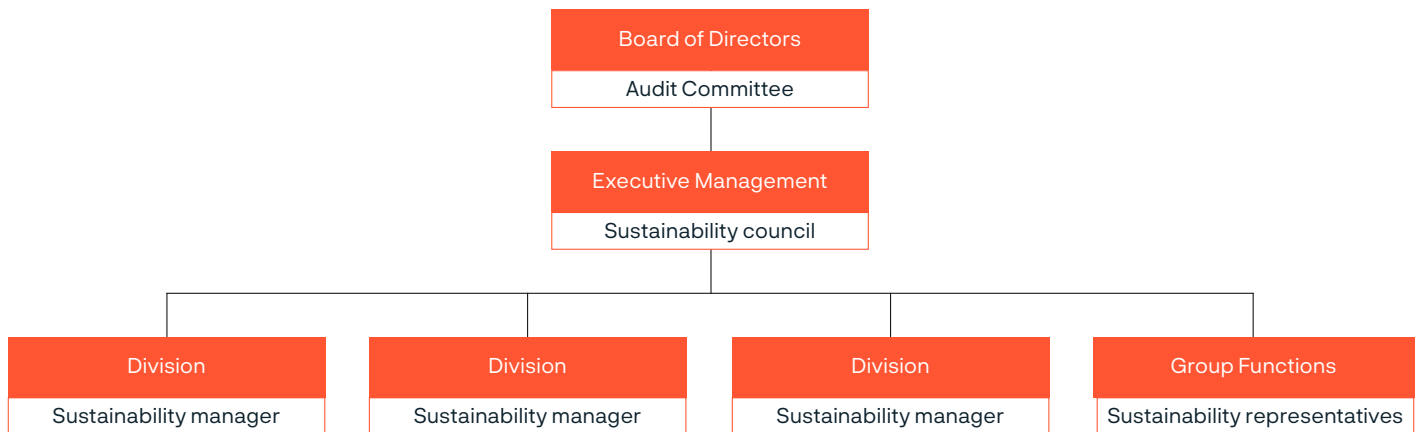 Board of Directors
Audit Committee
Executive Management
Sustainability council
Division
Division
Division
Group Functions
Sustainability manager
Sustainability manager
Sustainability manager
Sustainability representatives